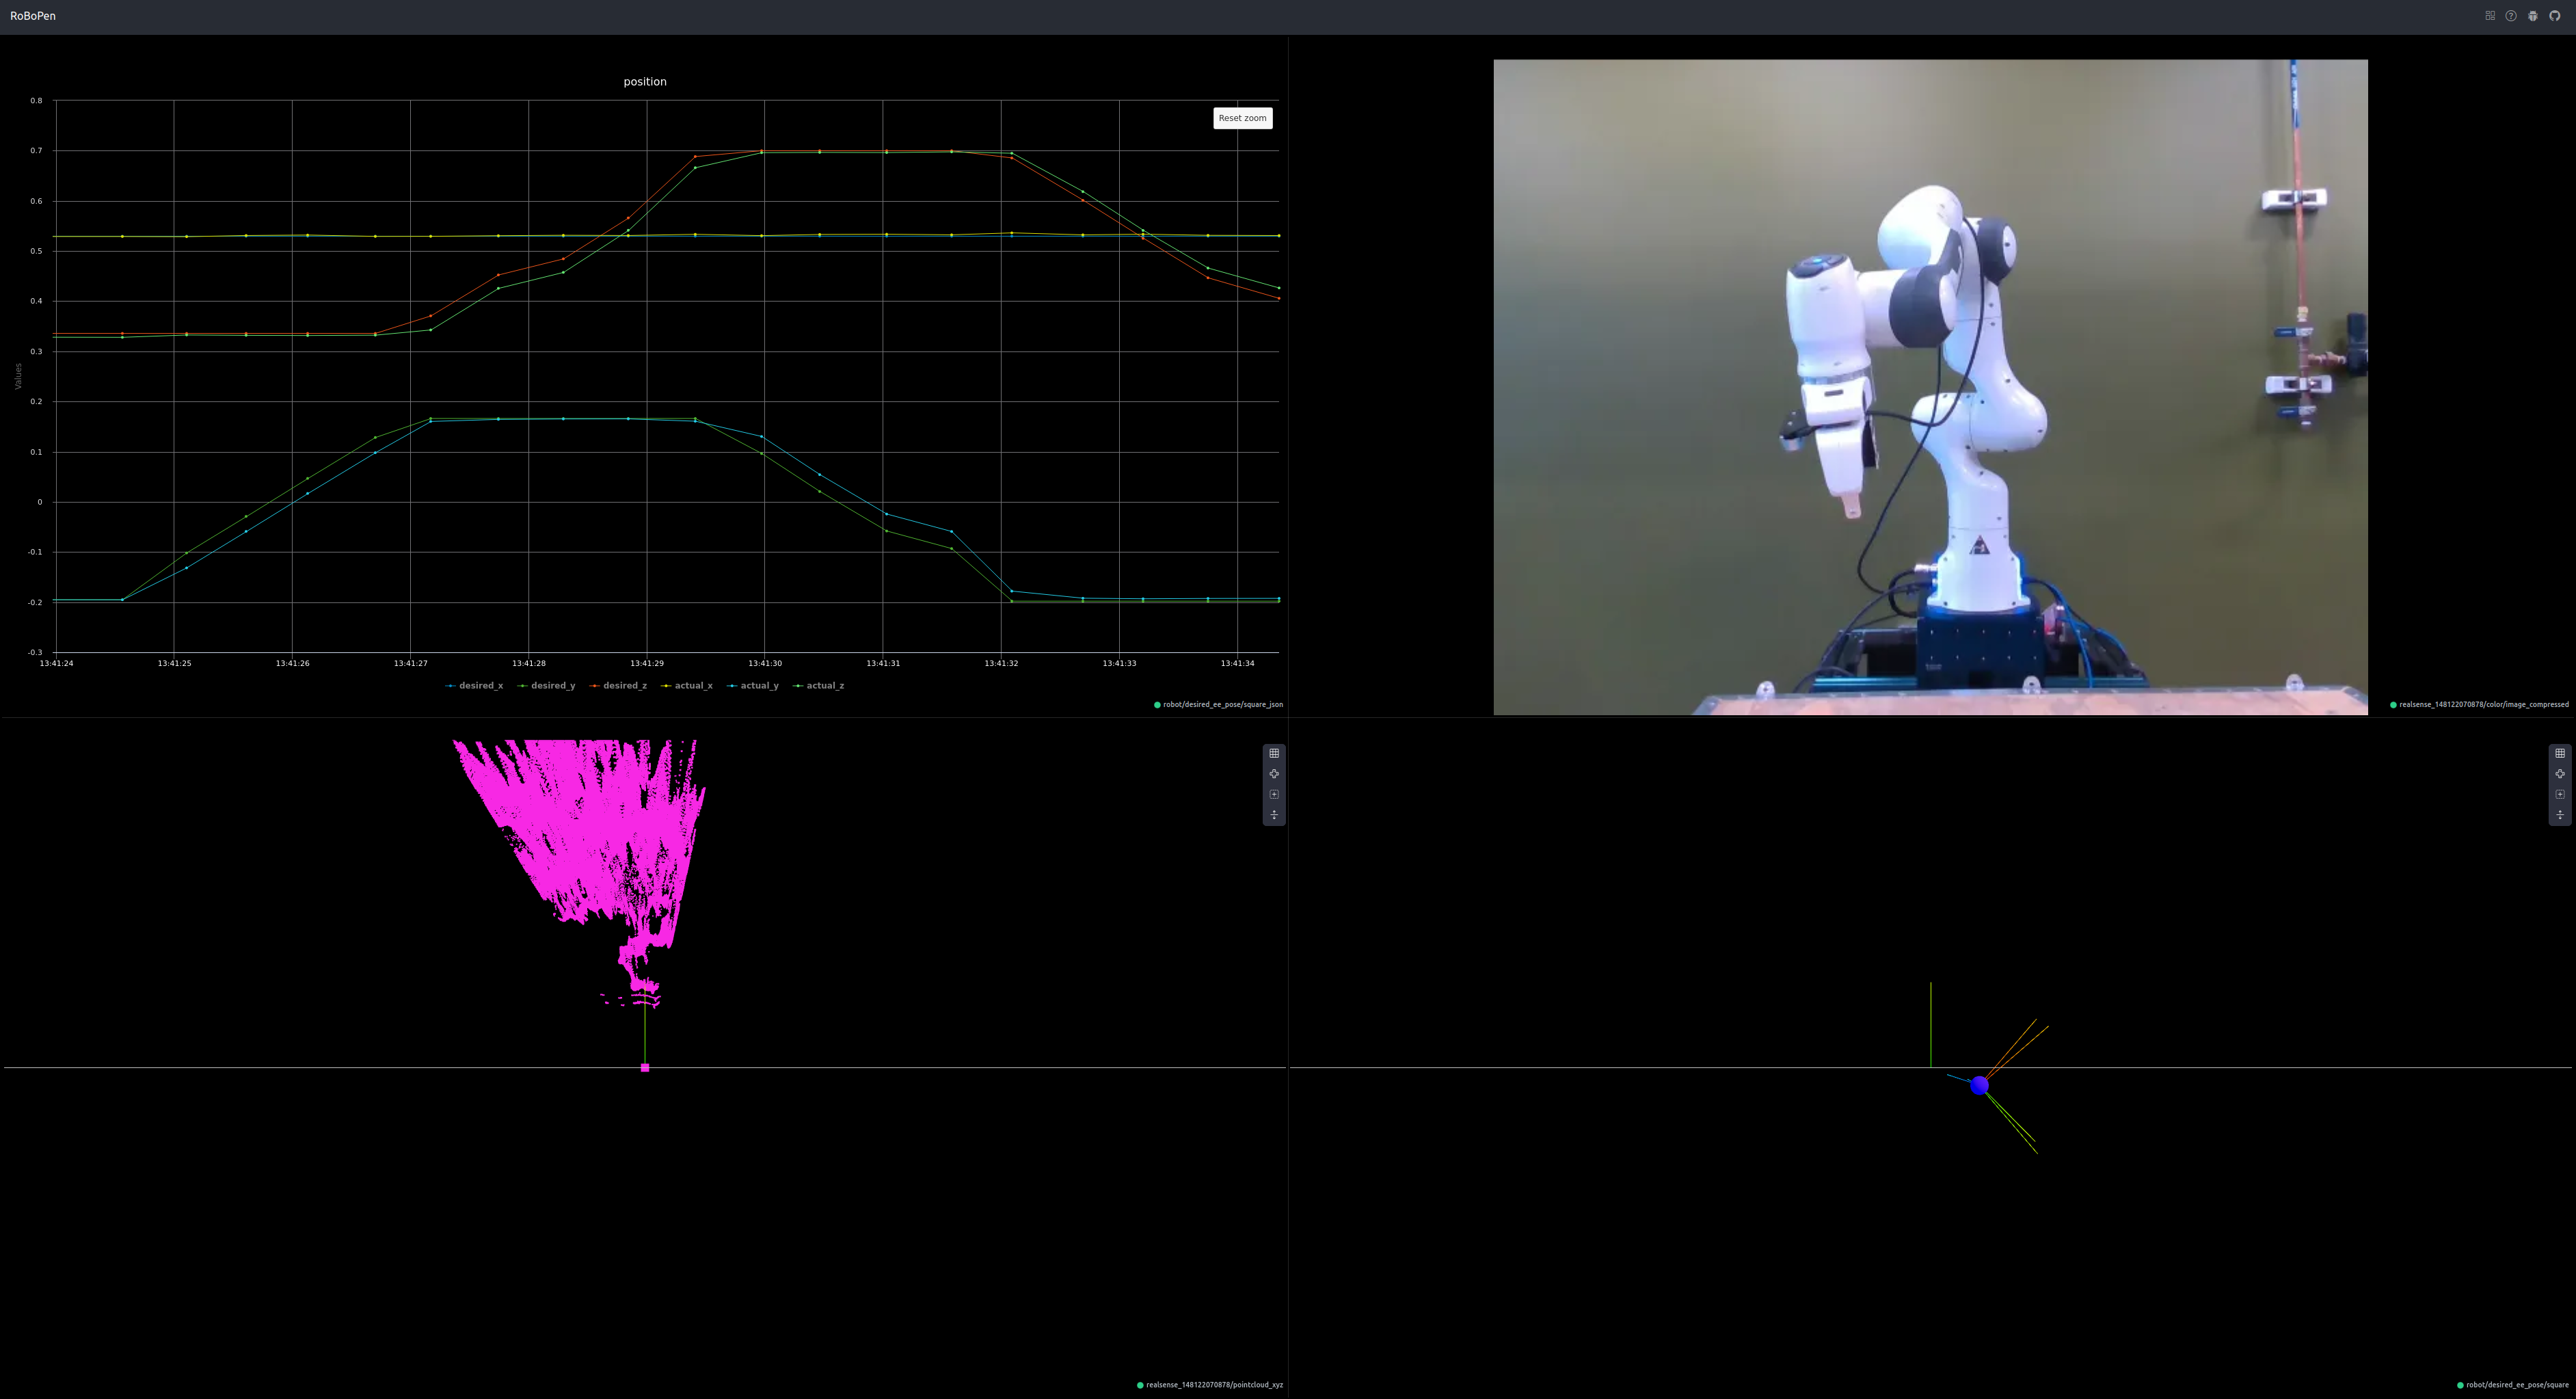 RoBoPen
position
Reset zoom
0.8
0.7
0.6
0.5
0.4
0.3
0.2
0.1
0
-0.1
-0.2
-0.3
Values
13:41:24 13:41:25 13:41:26 13:41:27 13:41:28 13:41:29 13:41:30 13:41:31 13:41:32 13:41:33 13:41:34
desired_x desired_y desired_z actual_x actual_y actual_z
robot/desired_ee_pose/square_json
realsense_148122070878/color/image_compressed
realsense_148122070878/pointcloud_xyz
robot/desired_ee_pose/square